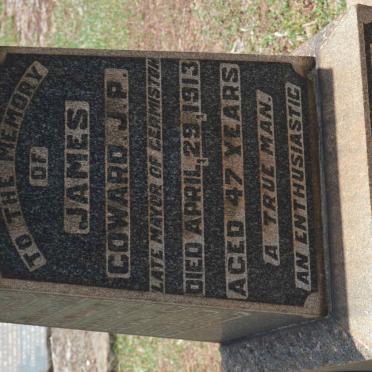 TO THE MEMORY
OF
JAMES
COWARD J.P.
LATE MAYOR OF GERMISTON
DIED APRIL, 29, 1913
AGED 47 YEARS
A TRUE MAN.
AN ENTHUSIASTIC